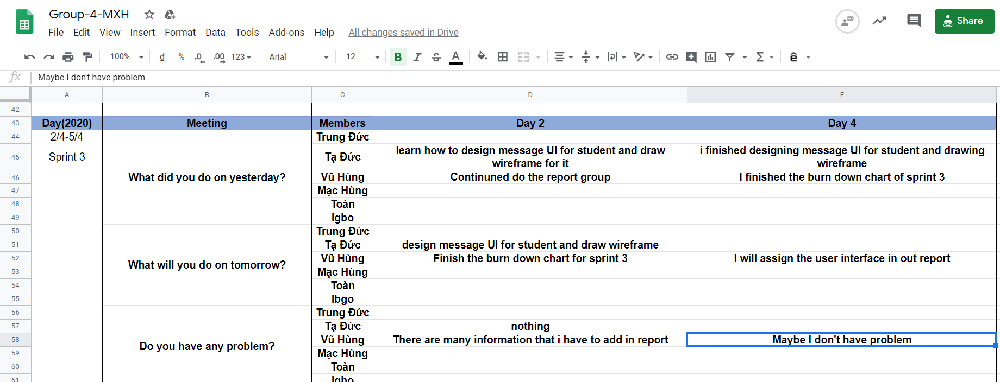 Group-4-MXH
File Edit View Insert Format Data Tools Add-ons Help All changes saved in Drive
Share
100% đ % .0 .00 123 Arial 12 B I S A Σ ê
fx Maybe I don't have problem
A B C D E
42
43 Day(2020) Meeting Members Day 2 Day 4
44 2/4-5/4 Trung Đức
45 Sprint 3 Tạ Đức learn how to design message UI for student and draw i finished designing message UI for student and drawing
wireframe for it wireframe
46 What did you do on yesterday? Vũ Hùng Continuned do the report group I finished the burn down chart of sprint 3
47 Mạc Hùng
48 Toàn
49 Igbo
50 Trung Đức
51 Tạ Đức design message UI for student and draw wireframe
52 What will you do on tomorrow? Vũ Hùng Finish the burn down chart for sprint 3 I will assign the user interface in out report
53 Mạc Hùng
54 Toàn
55 Ibgo
56 Trung Đức
57 Tạ Đức nothing
58 Do you have any problem? Vũ Hùng There are many information that i have to add in report Maybe I don't have problem
59 Mạc Hùng
60 Toàn
61 Igbo